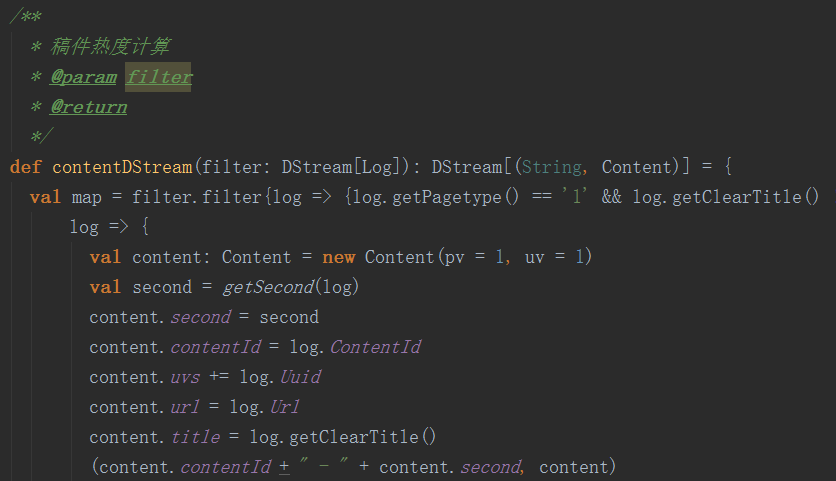 /**
* 稿件热度计算
* @param filter
* @return
*/
def contentDStream(filter: DStream[Log]): DStream[(String, Content)] = {
val map = filter.filter{log => {log.getPagetype() == '1' && log.getClearTitle()
log => {
val content: Content = new Content(pv = 1, uv = 1)
val second = getSecond(log)
content.second = second
content.contentId = log.ContentId
content.uvs += log.Uuid
content.url = log.Url
content.title = log.getClearTitle()
(content.contentId + " - " + content.second, content)